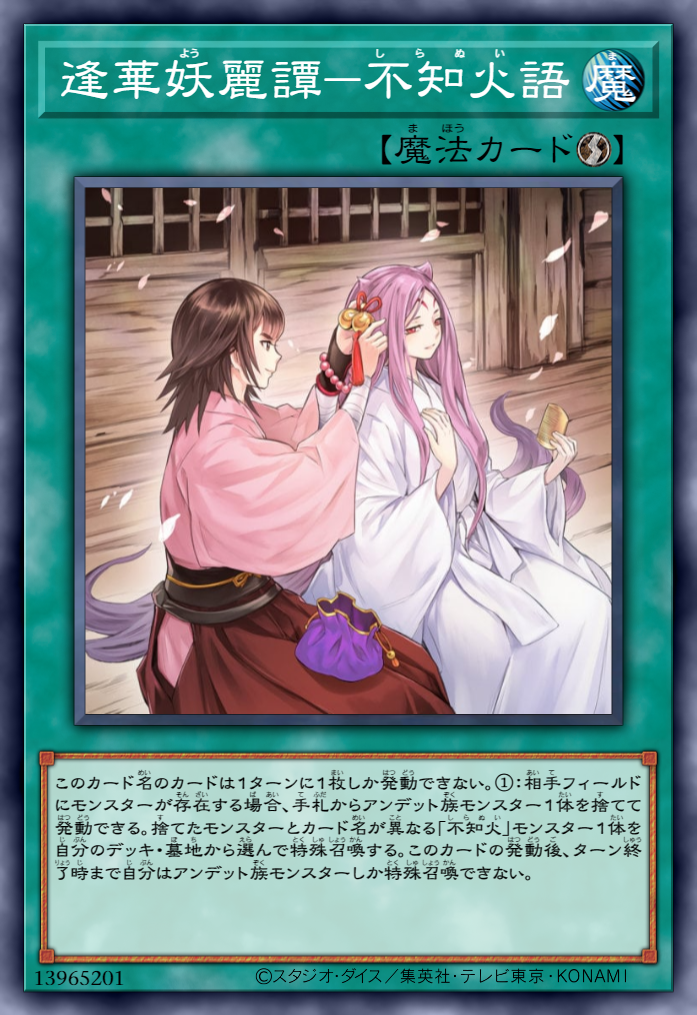 逢華妖麗譚－不知火語 魔
よう しらぬい ま
【魔法カード】
ま ほう
このカード名のカードは1ターンに1枚しか発動できない。①：相手フィールド
にモンスターが存在する場合、手札からアンデット族モンスター1体を捨てて
発動できる。捨てたモンスターとカード名が異なる「不知火」モンスター1体を
自分のデッキ・墓地から選んで特殊召喚する。このカードの発動後、ターン終
了時まで自分はアンデット族モンスターしか特殊召喚できない。
13965201 ©スタジオ・ダイス／集英社・テレビ東京・KONAMI